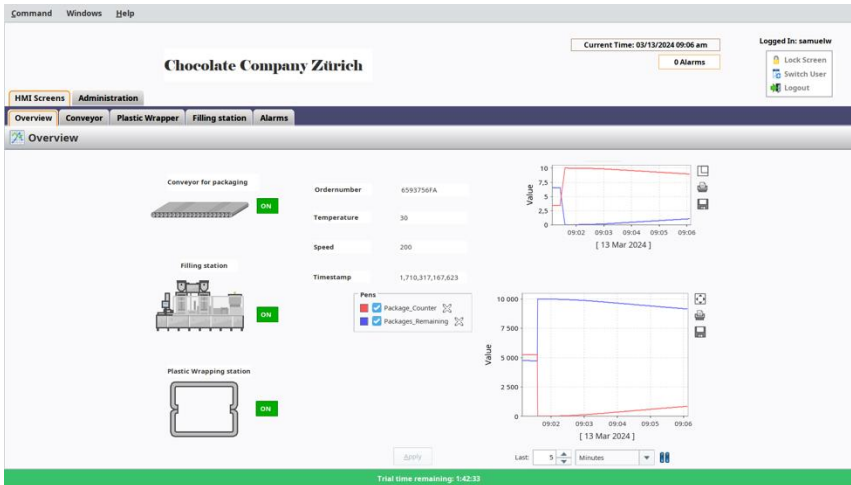 Command Windows Help
Chocolate Company Zürich
Current Time: 03/13/2024 09:06 am
0 Alarms
Logged In: samuelw
Lock Screen
Switch User
Logout
HMI Screens Administration
Overview Conveyor Plastic Wrapper Filling station Alarms
Overview
Conveyor for packaging
ON
Filling station
ON
Plastic Wrapping station
ON
Ordernumber 6593756FA
Temperature 30
Speed 200
Timestamp 1,710,317,167,623
Pens
Package_Counter
Packages_Remaining
Apply
Value
10
7,5
5
2,5
0
09:02 09:03 09:04 09:05 09:06
[ 13 Mar 2024 ]
Value
10 000
7 500
5 000
2 500
0
09:02 09:03 09:04 09:05 09:06
[ 13 Mar 2024 ]
Last: 5 Minutes
Trial time remaining: 1:42:33